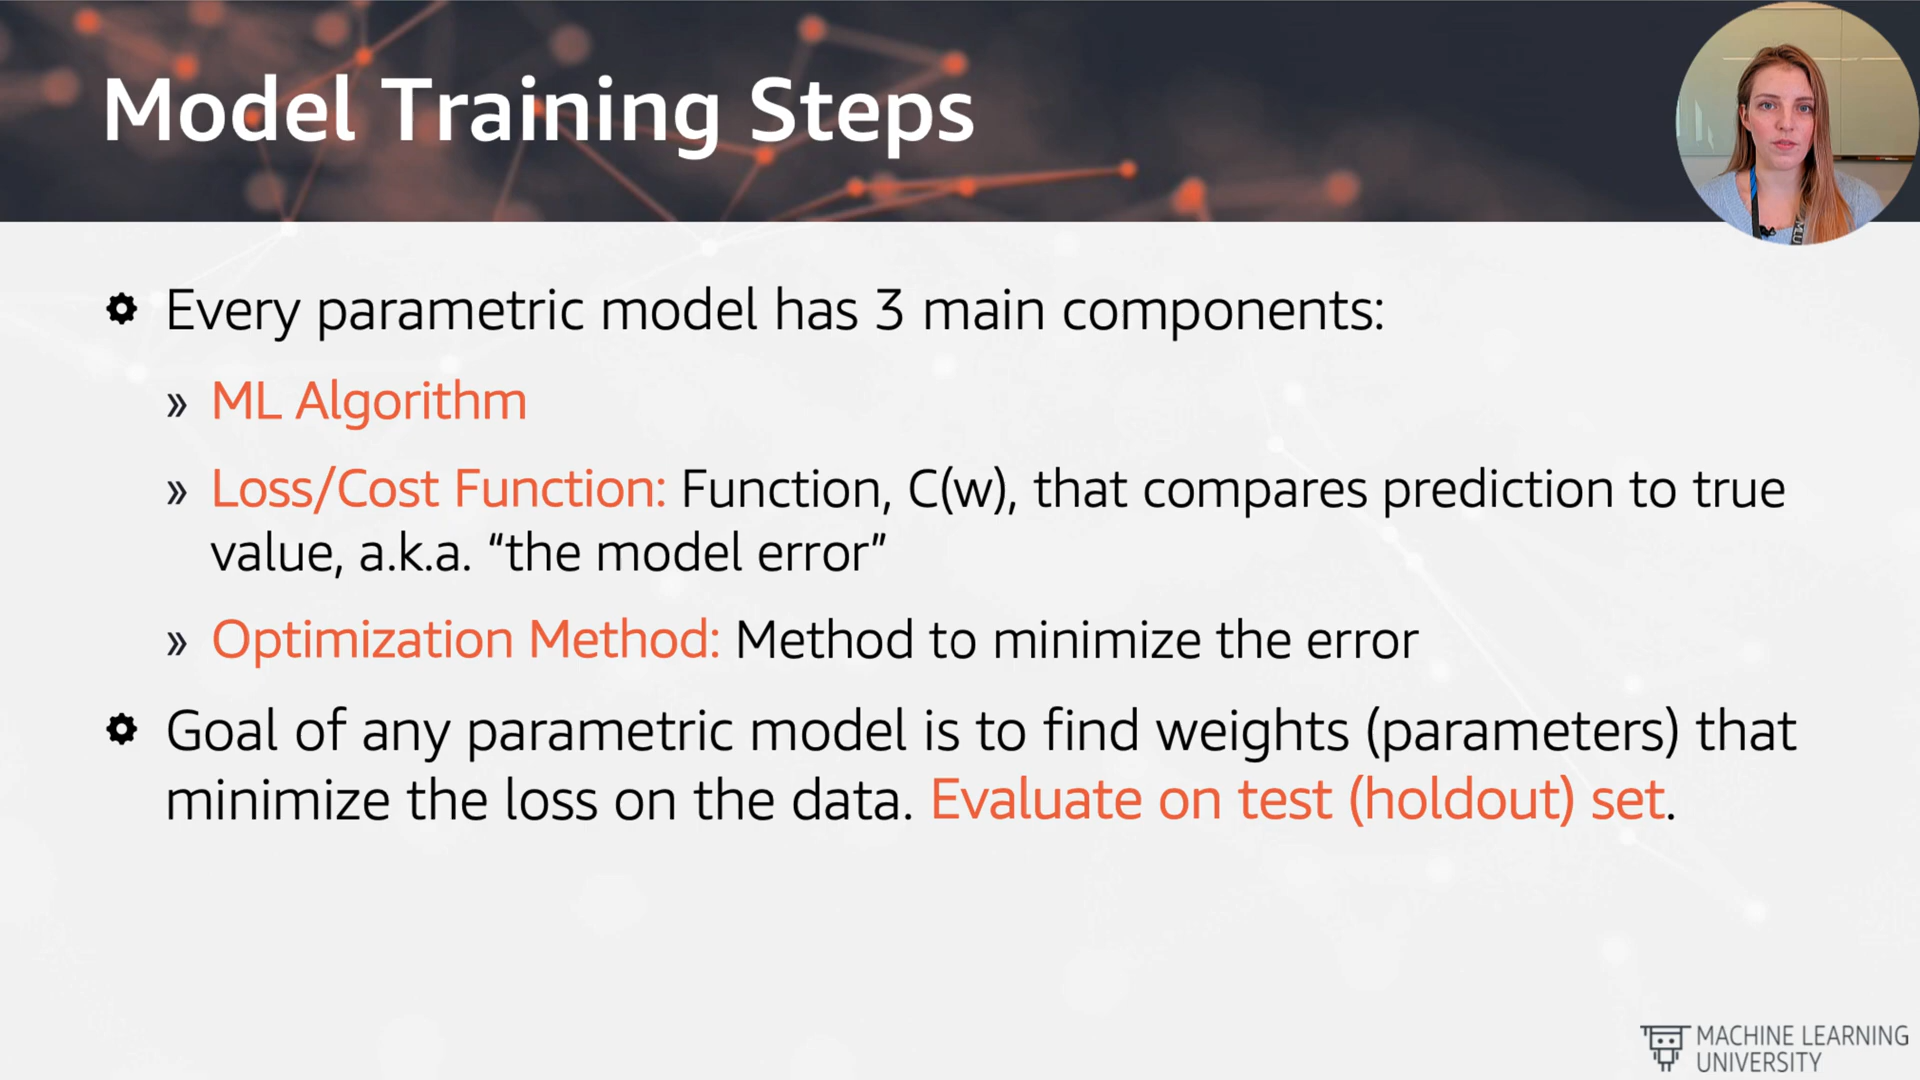 Model Training Steps
Every parametric model has 3 main components:
» ML Algorithm
» Loss/Cost Function: Function, C(w), that compares prediction to true
value, a.k.a. “the model error”
» Optimization Method: Method to minimize the error
Goal of any parametric model is to find weights (parameters) that
minimize the loss on the data. Evaluate on test (holdout) set.
MLU
MACHINE LEARNING
UNIVERSITY